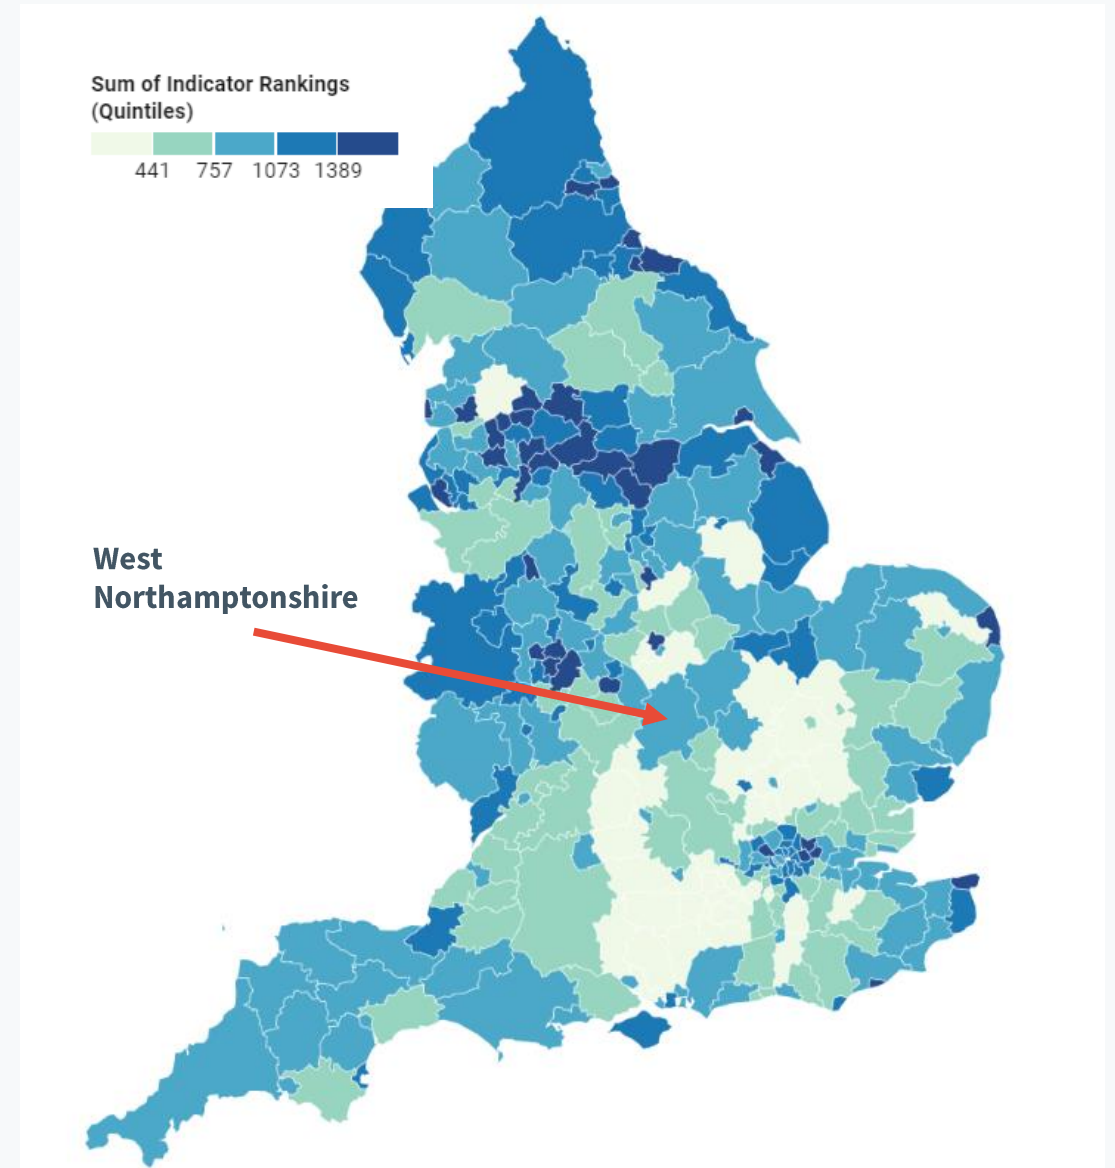 Sum of Indicator Rankings
(Quintiles)
441 757 1073 1389
West
Northamptonshire